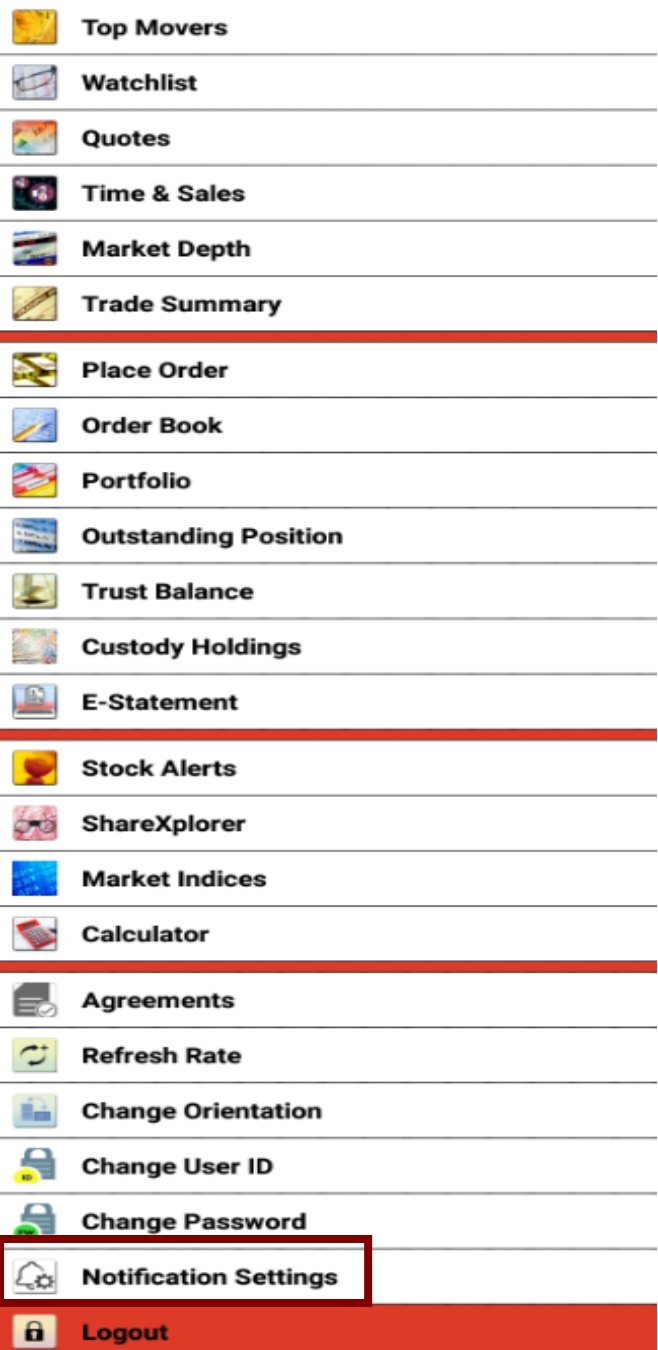 Top Movers
Watchlist
Quotes
Time & Sales
Market Depth
Trade Summary
Place Order
Order Book
Portfolio
Outstanding Position
Trust Balance
Custody Holdings
E-Statement
Stock Alerts
ShareXplorer
Market Indices
Calculator
Agreements
Refresh Rate
Change Orientation
Change User ID
Change Password
Notification Settings
Logout